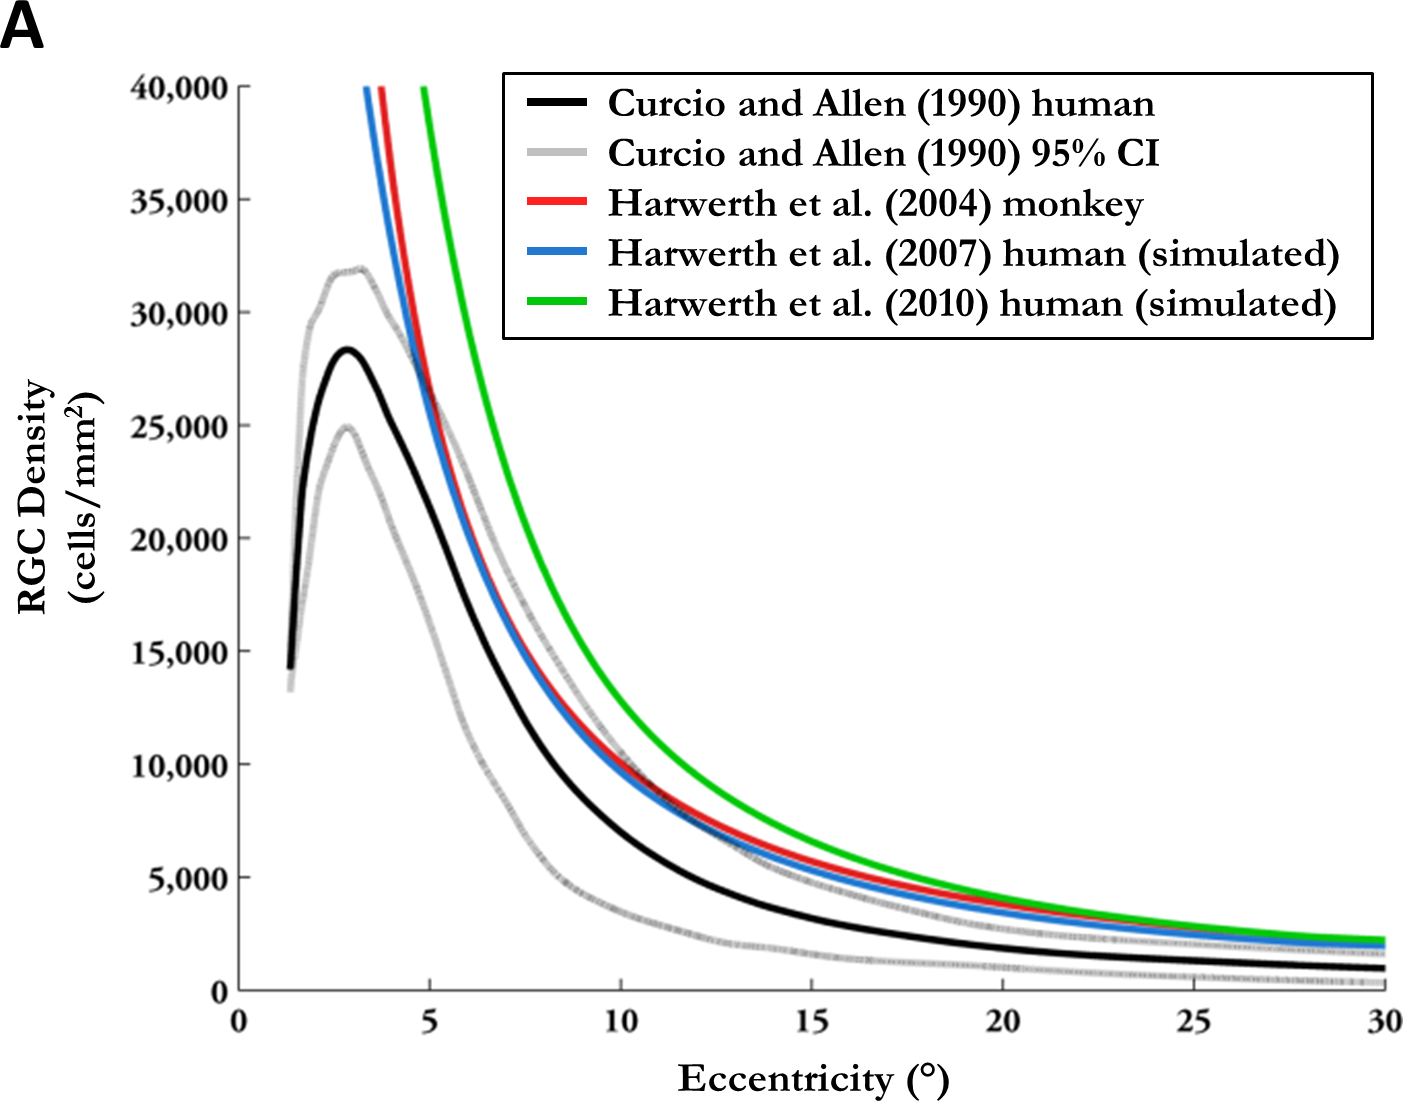 A
40,000
35,000
30,000
25,000
20,000
15,000
10,000
5,000
0
RGC Density
(cells/mm²)
Curcio and Allen (1990) human
Curcio and Allen (1990) 95% CI
Harwerth et al. (2004) monkey
Harwerth et al. (2007) human (simulated)
Harwerth et al. (2010) human (simulated)
0 5 10 15 20 25 30
Eccentricity (°)